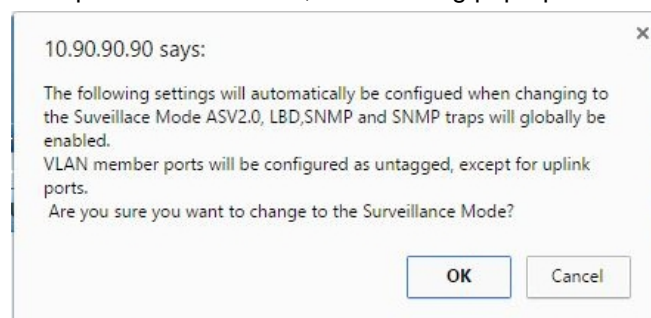 10.90.90.90 says:
The following settings will automatically be configued when changing to
the Suveillace Mode ASV2.0, LBD,SNMP and SNMP traps will globally be
enabled.
VLAN member ports will be configured as untagged, except for uplink
ports.
Are you sure you want to change to the Surveillance Mode?
OK Cancel